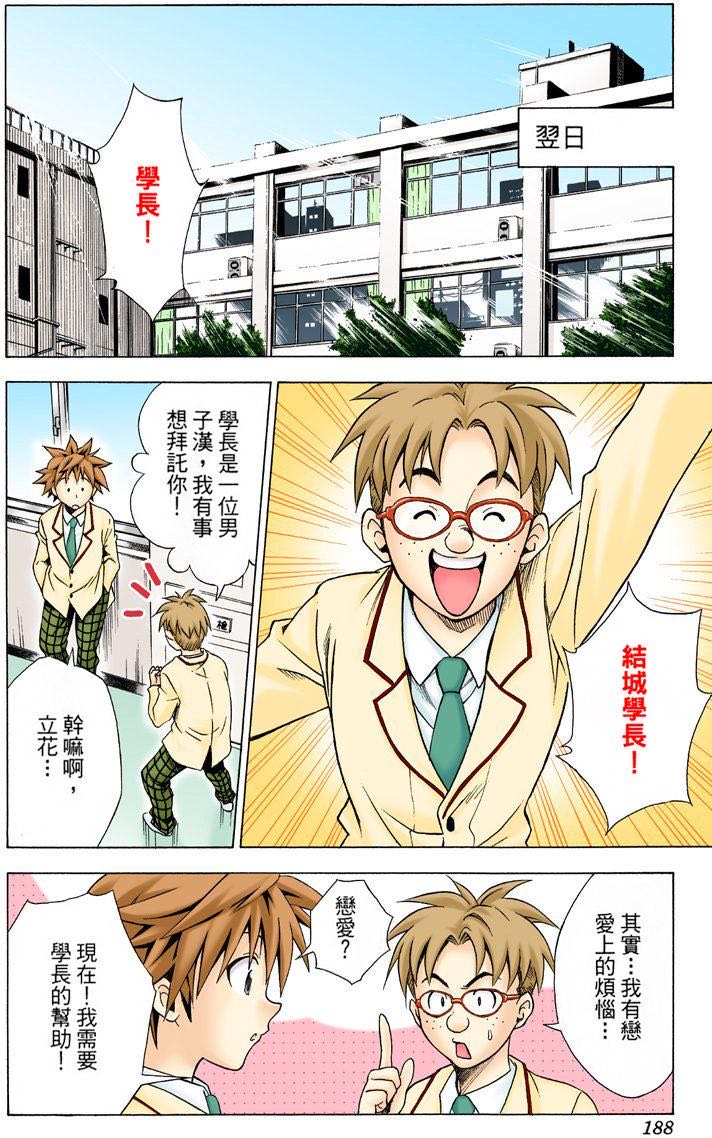 翌日
學長！
結城學長！
學長是一位男
子漢，我有事
想拜託你！
幹嘛啊，
立花…
其實…我有戀
愛上的煩惱…
戀愛？
現在！我需要
學長的幫助！
188